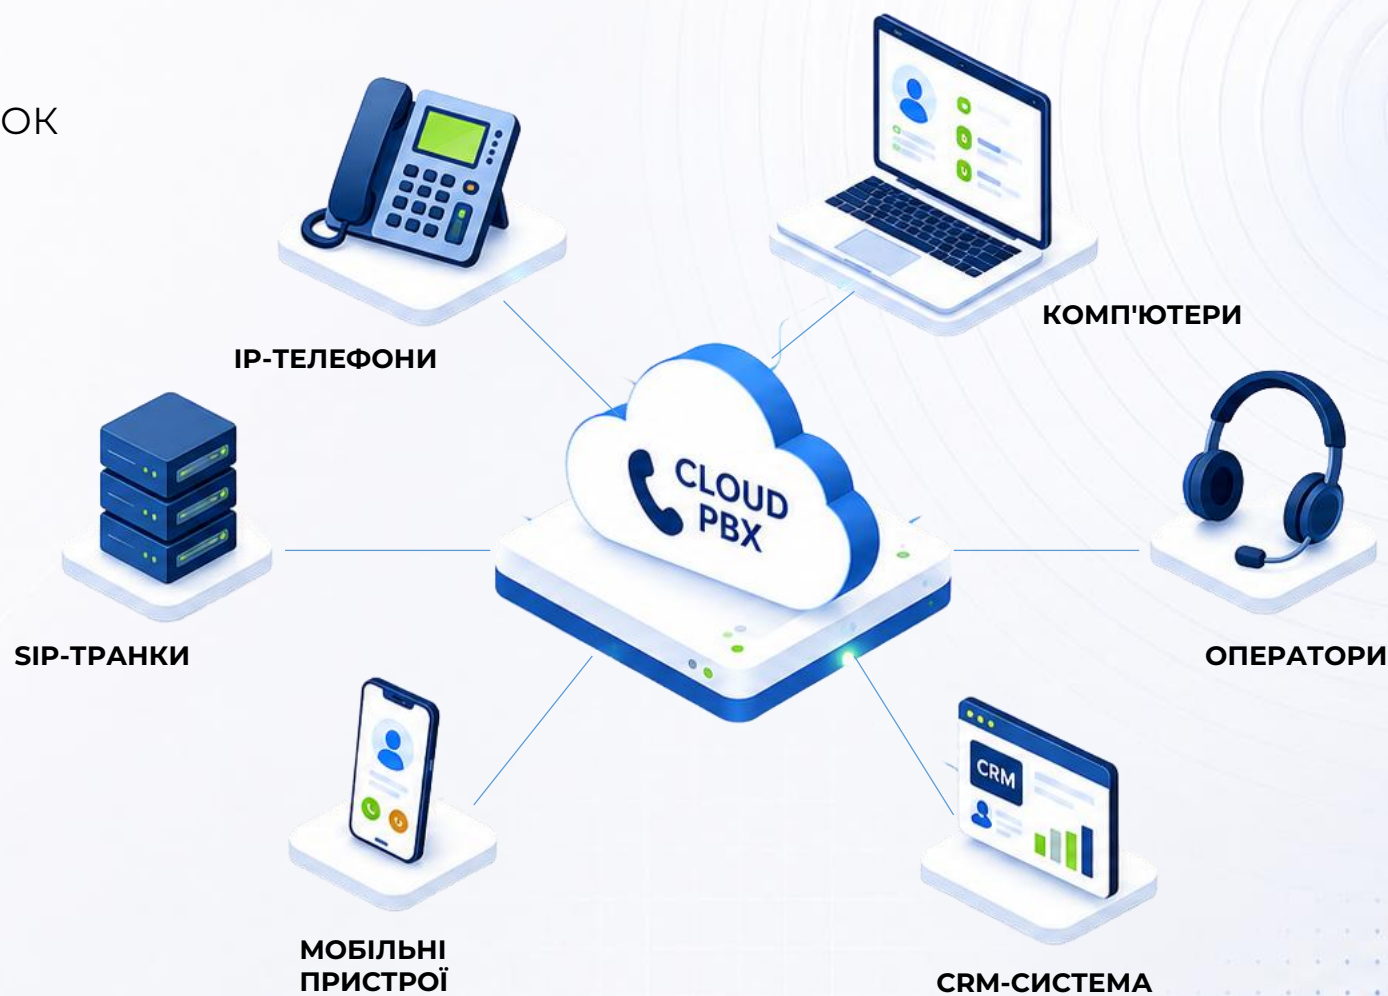 ОК
КОМП'ЮТЕРИ
IP-ТЕЛЕФОНИ
CLOUD
PBX
SIP-ТРАНКИ
ОПЕРАТОРИ
CRM
МОБІЛЬНІ
ПРИСТРОЇ
CRM-СИСТЕМА